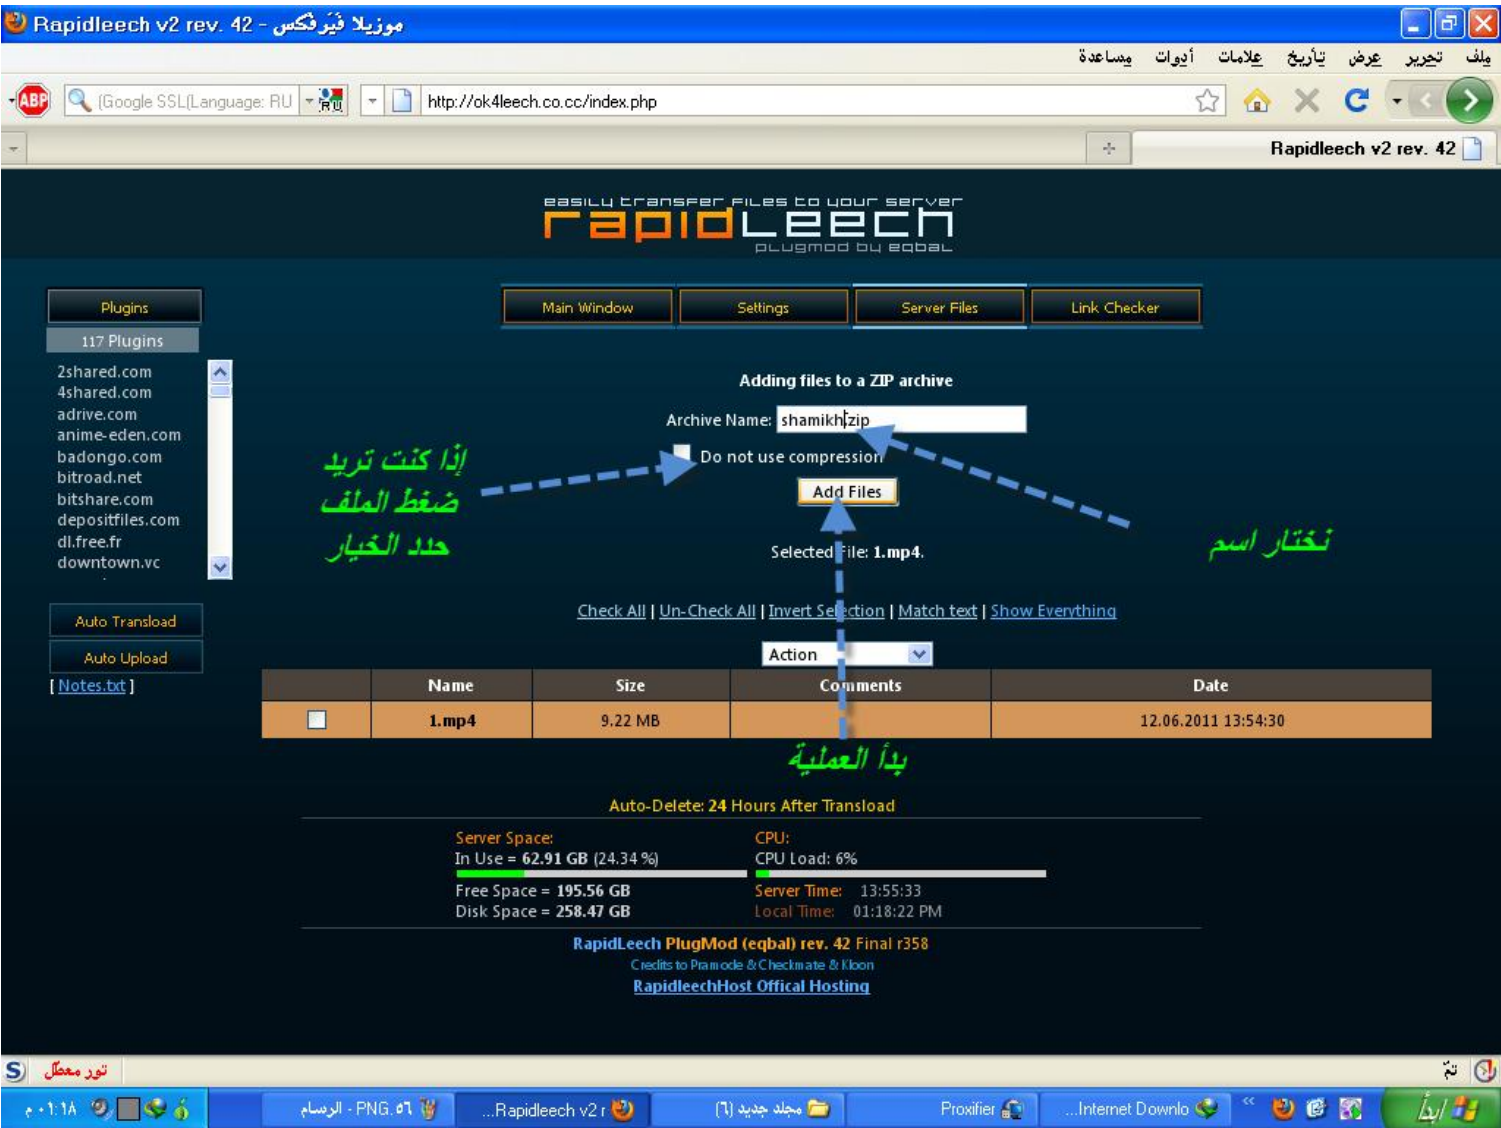 Rapidleech v2 rev. 42 - موزيلا فَيَرفُكس
ملف تحرير عرض تأريخ علامات أدوات مساعدة
ABP
(Google SSL(Language: RU
RU
http://ok4leech.co.cc/index.php
Rapidleech v2 rev. 42
easily transfer files to your server
rapidleech
plugmod by eqbal
Plugins
Main Window
Settings
Server Files
Link Checker
117 Plugins
2shared.com
4shared.com
adrive.com
anime-eden.com
badongo.com
bitroad.net
bitshare.com
depositfiles.com
dl.free.fr
downtown.vc
Adding files to a ZIP archive
Archive Name: shamikh.zip
Do not use compression
Add Files
إذا كنت تريد
ضغط الملف
حدد الخيار
نختار اسم
Selected File: 1.mp4.
Check All | Un-Check All | Invert Selection | Match text | Show Everything
Auto Transload
Auto Upload
[ Notes.txt ]
Action
Name Size Comments Date
1.mp4 9.22 MB 12.06.2011 13:54:30
بدأ العملية
Auto-Delete: 24 Hours After Transload
Server Space:
In Use = 62.91 GB (24.34 %)
Free Space = 195.56 GB
Disk Space = 258.47 GB
CPU:
CPU Load: 6%
Server Time: 13:55:33
Local Time: 01:18:22 PM
RapidLeech PlugMod (eqbal) rev. 42 Final r358
Credits to Pramode & Checkmate & Kloon
RapidleechHost Offical Hosting
تمّ
تور معطّل
ابدأ
Internet Downlo...
Proxifier
مجلد جديد (٦)
Rapidleech v2 r...
٥٦.PNG - الرسام
٠١:١٨ م